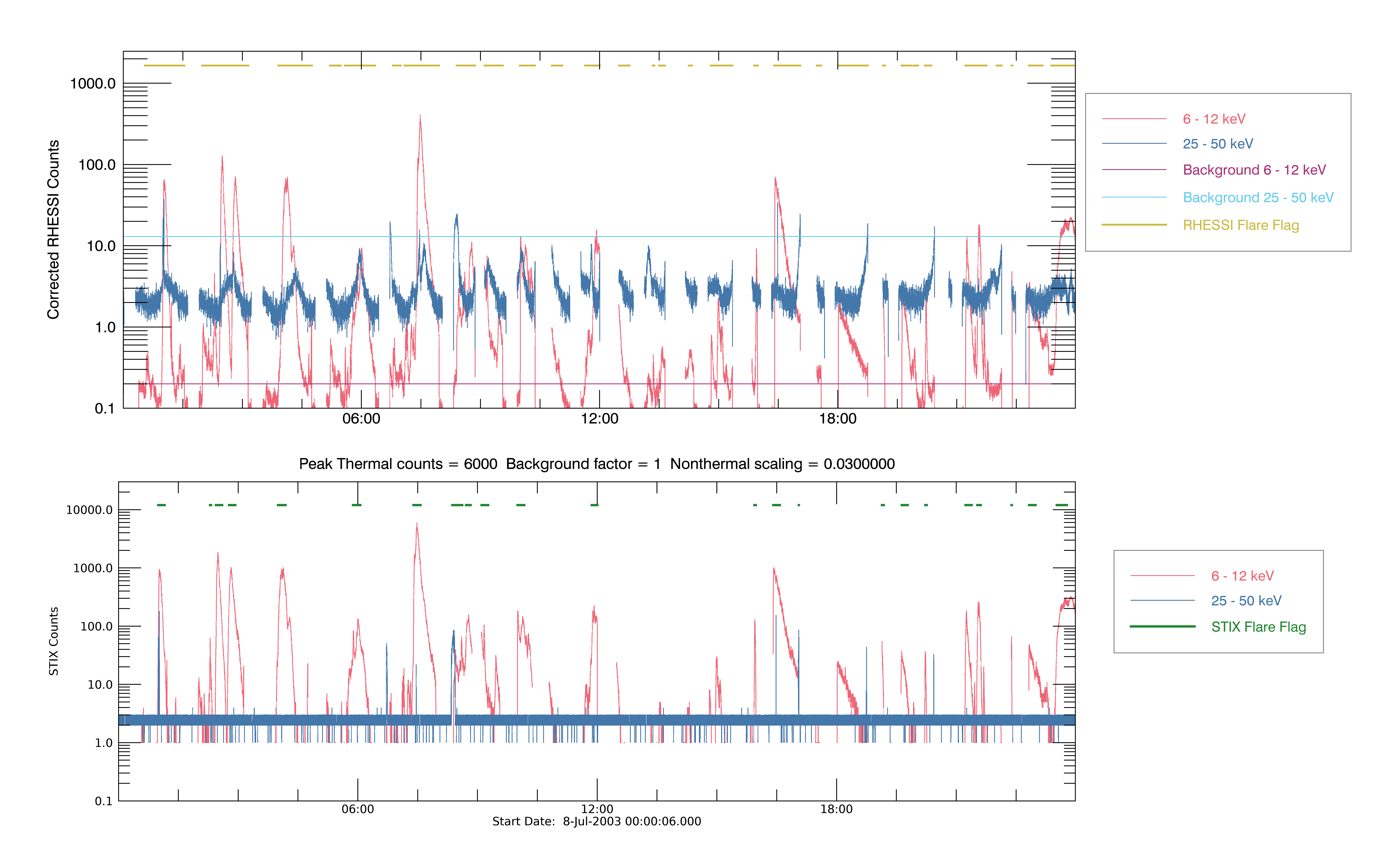 Corrected RHESSI Counts
1000.0
100.0
10.0
1.0
0.1
06:00
12:00
18:00
6 - 12 keV
25 - 50 keV
Background 6 - 12 keV
Background 25 - 50 keV
RHESSI Flare Flag
Peak Thermal counts = 6000 Background factor = 1 Nonthermal scaling = 0.0300000
STIX Counts
10000.0
1000.0
100.0
10.0
1.0
0.1
06:00
12:00
18:00
Start Date: 8-Jul-2003 00:00:06.000
6 - 12 keV
25 - 50 keV
STIX Flare Flag